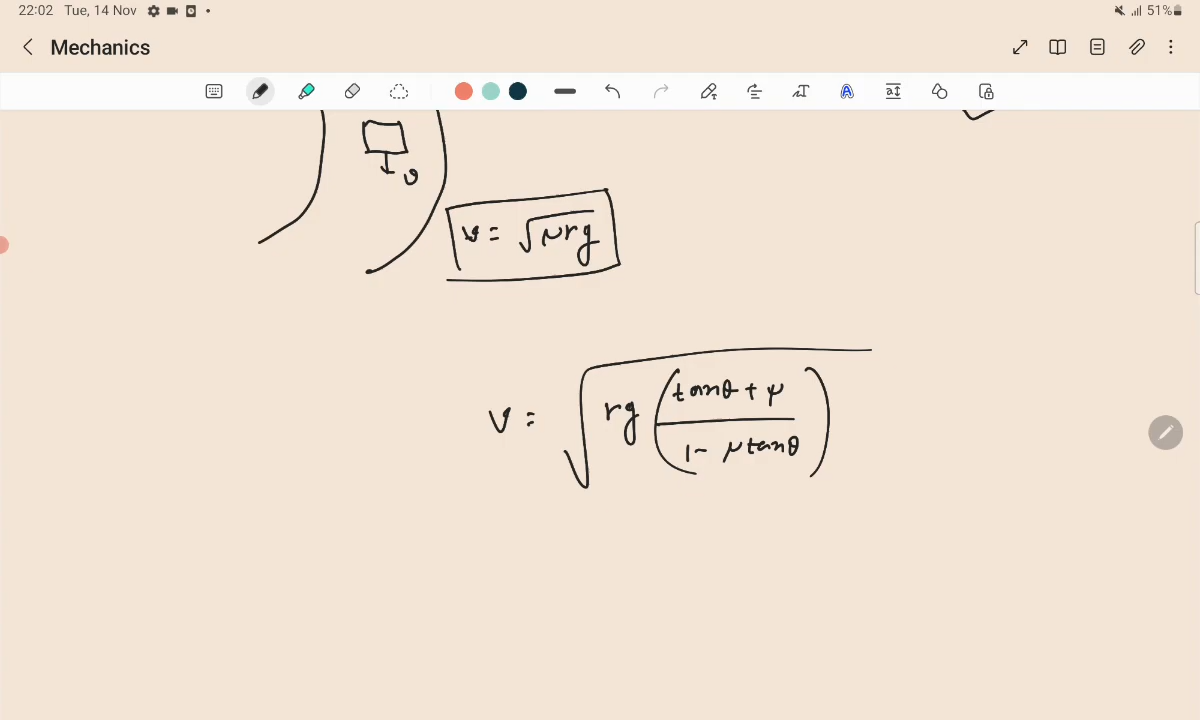 22:02 Tue, 14 Nov 51%
Mechanics
v
v = √μrg
v = √rg((tanθ + μ)/(1 - μtanθ))